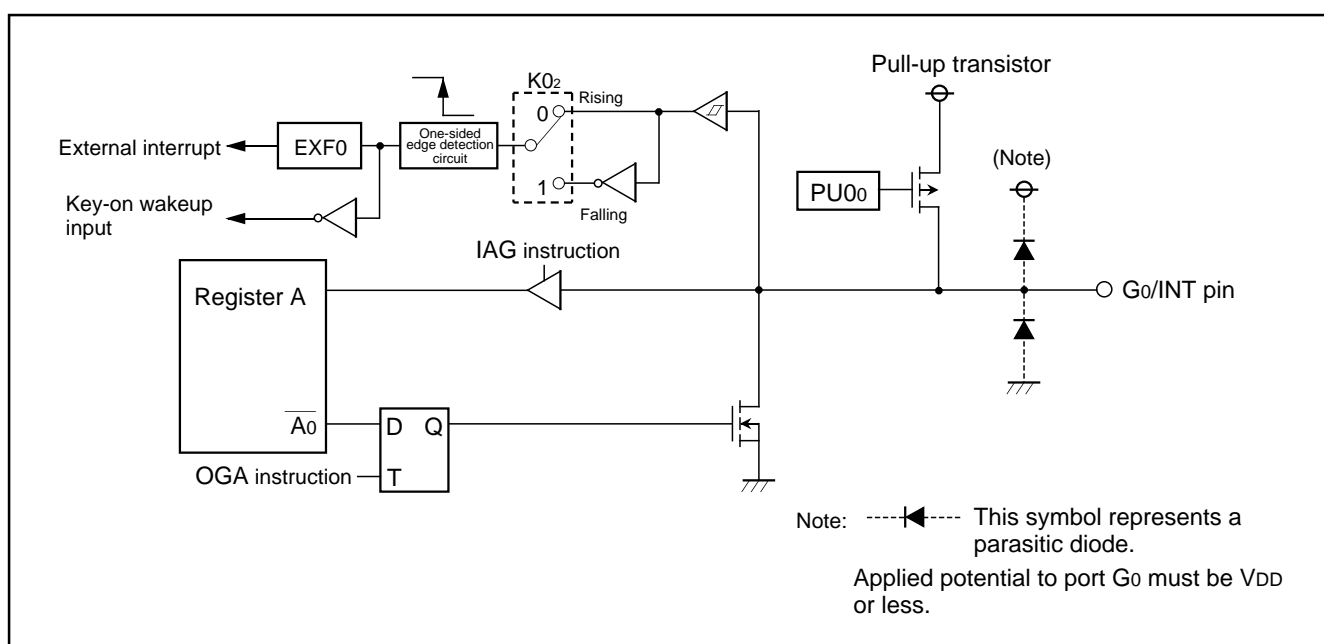 Pull-up transistor
K02
0
Rising
One-sided
edge detection
circuit
External interrupt
EXF0
(Note)
1
PU00
Key-on wakeup
input
Falling
IAG instruction
Register A
G0/INT pin
A0
D
Q
OGA instruction
T
Note:
This symbol represents a
parasitic diode.
Applied potential to port G0 must be VDD
or less.